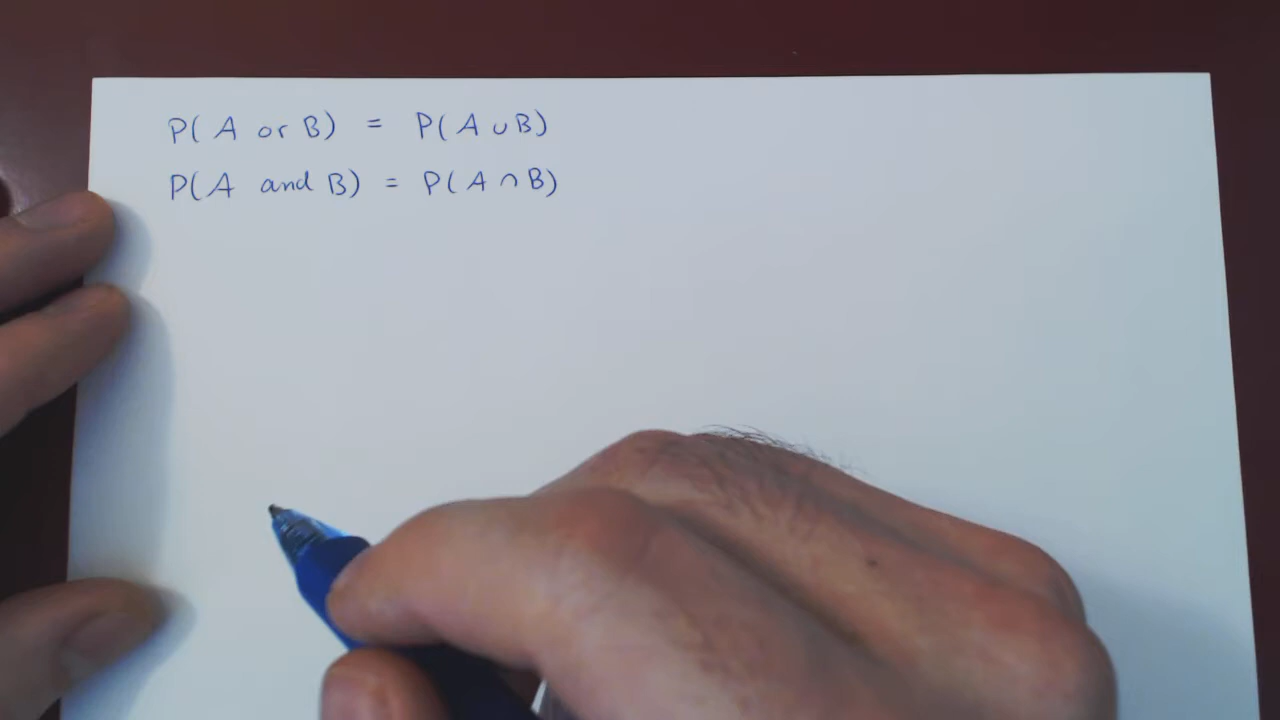 P(A or B) = P(A ∪ B)
P(A and B) = P(A ∩ B)